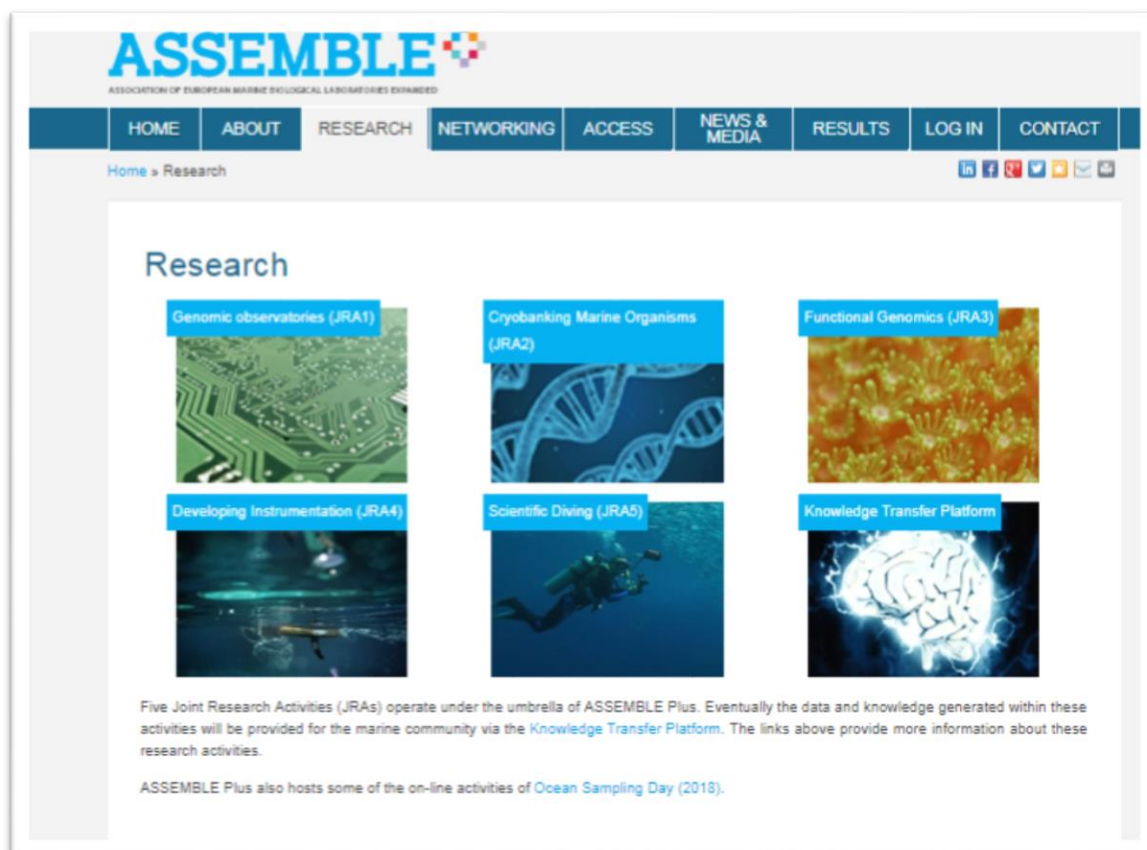 ASSEMBLE
ASSOCIATION OF EUROPEAN MARINE BIOLOGICAL LABORATORIES EXPANDED
HOME ABOUT RESEARCH NETWORKING ACCESS NEWS & MEDIA RESULTS LOG IN CONTACT
Home » Research
Research
Genomic observatories (JRA1)
Cryobanking Marine Organisms
(JRA2)
Functional Genomics (JRA3)
Developing Instrumentation (JRA4)
Scientific Diving (JRA5)
Knowledge Transfer Platform
Five Joint Research Activities (JRAs) operate under the umbrella of ASSEMBLE Plus. Eventually the data and knowledge generated within these
activities will be provided for the marine community via the Knowledge Transfer Platform. The links above provide more information about these
research activities.
ASSEMBLE Plus also hosts some of the on-line activities of Ocean Sampling Day (2018).